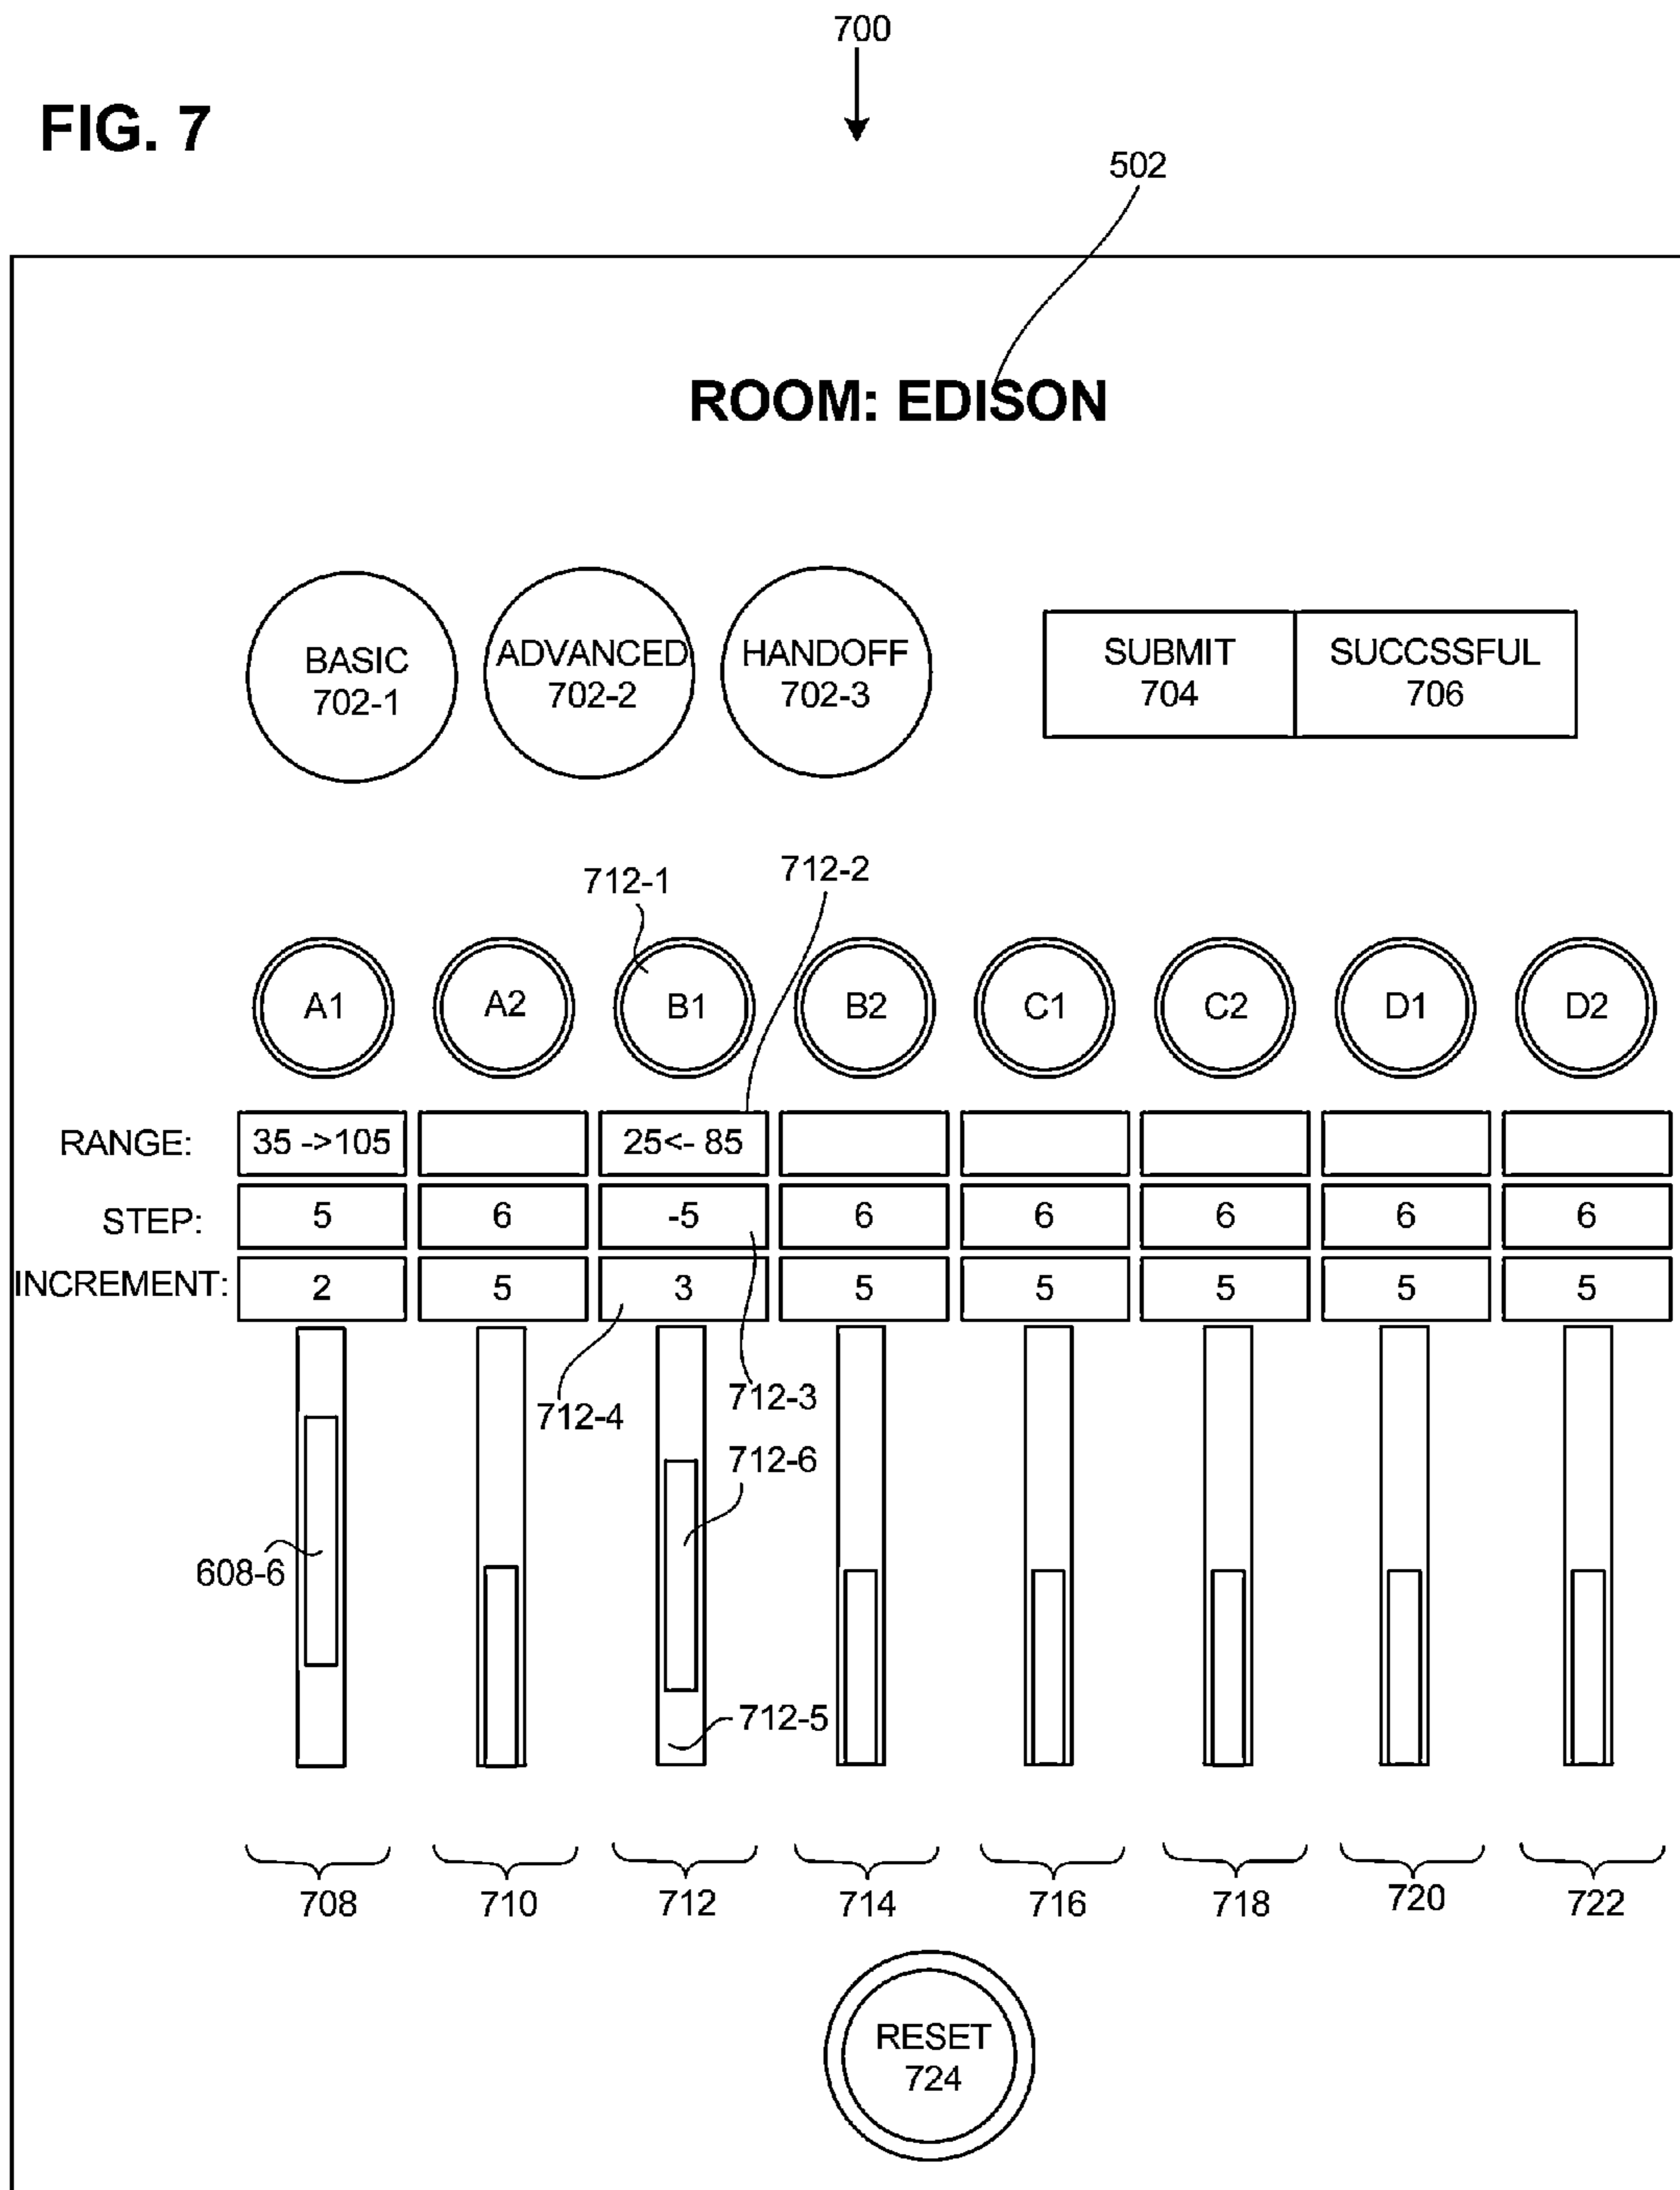 700
FIG. 7
502
ROOM: EDISON
BASIC
702-1
ADVANCED
702-2
HANDOFF
702-3
SUBMIT
704
SUCCSSFUL
706
712-1
712-2
A1 A2 B1 B2 C1 C2 D1 D2
RANGE: 35 ->105 25<- 85
STEP: 5 6 -5 6 6 6 6 6
INCREMENT: 2 5 3 5 5 5 5 5
712-3
712-4
712-6
608-6
712-5
708 710 712 714 716 718 720 722
RESET
724